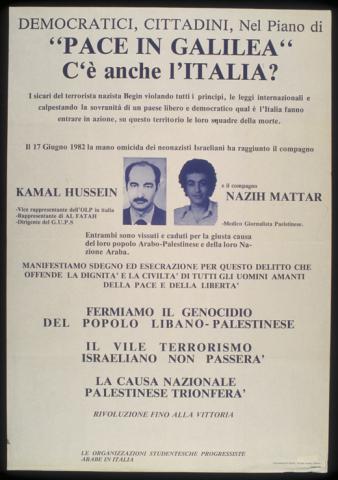 DEMOCRATICI, CITTADINI, Nel Piano di
“PACE IN GALILEA“
C'è anche l'ITALIA?
I sicari del terrorista nazista Begin violando tutti i principi, le leggi internazionali e
calpestando la sovranità di un paese libero e democratico qual è l'Italia fanno
entrare in azione, su questo territorio le loro squadre della morte.
Il 17 Giugno 1982 la mano omicida dei neonazisti Israeliani ha raggiunto il compagno
KAMAL HUSSEIN
-Vice rappresentante dell'OLP in Italia
-Rappresentante di AL FATAH
-Dirigente del G.U.P.S
e il compagno
NAZIH MATTAR
-Medico Giornalista Paelstinese.
Entrambi sono vissuti e caduti per la giusta causa
del loro popolo Arabo-Palestinese e della loro Na-
zione Araba.
MANIFESTIAMO SDEGNO ED ESECRAZIONE PER QUESTO DELITTO CHE
OFFENDE LA DIGNITA' E LA CIVILTA' DI TUTTI GLI UOMINI AMANTI
DELLA PACE E DELLA LIBERTA'
FERMIAMO IL GENOCIDIO
DEL POPOLO LIBANO-PALESTINESE
IL VILE TERRORISMO
ISRAELIANO NON PASSERA'
LA CAUSA NAZIONALE
PALESTINESE TRIONFERA'
RIVOLUZIONE FINO ALLA VITTORIA
LE ORGANIZZAZIONI STUDENTESCHE PROGRESSISTE
ARABE IN ITALIA